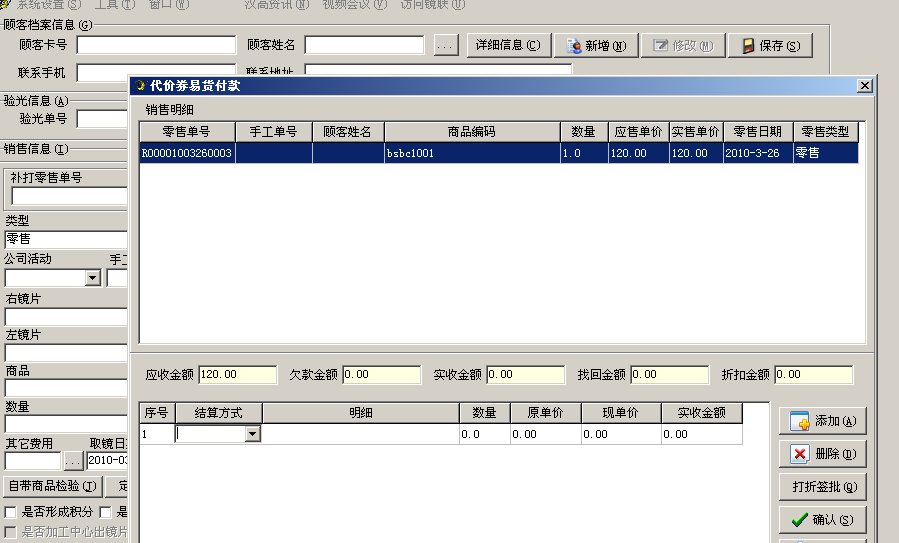 系统设置(S) 工具(T) 窗口(W) 汉高资讯(N) 视频会议(V) 访问镜联(U)
顾客档案信息(G)
顾客卡号 顾客姓名 ... 详细信息(C) 新增(N) 修改(M) 保存(S)
联系手机 联系地址
代价券易货付款
验光信息(A)
验光单号
销售信息(I)
补打零售单号
类型
零售
公司活动 手工
右镜片
左镜片
商品
数量
其它费用 取镜日期
... 2010-03
自带商品检验(T) 定
是否形成积分 是
是否加工中心出镜片
销售明细
零售单号 手工单号 顾客姓名 商品编码 数量 应售单价 实售单价 零售日期 零售类型
R00001003260003 bsbc1001 1.0 120.00 120.00 2010-3-26 零售
应收金额 120.00 欠款金额 0.00 实收金额 0.00 找回金额 0.00 折扣金额 0.00
序号 结算方式 明细 数量 原单价 现单价 实收金额
1 0.0 0.00 0.00 0.00
添加(A)
删除(D)
打折签批(Q)
确认(S)